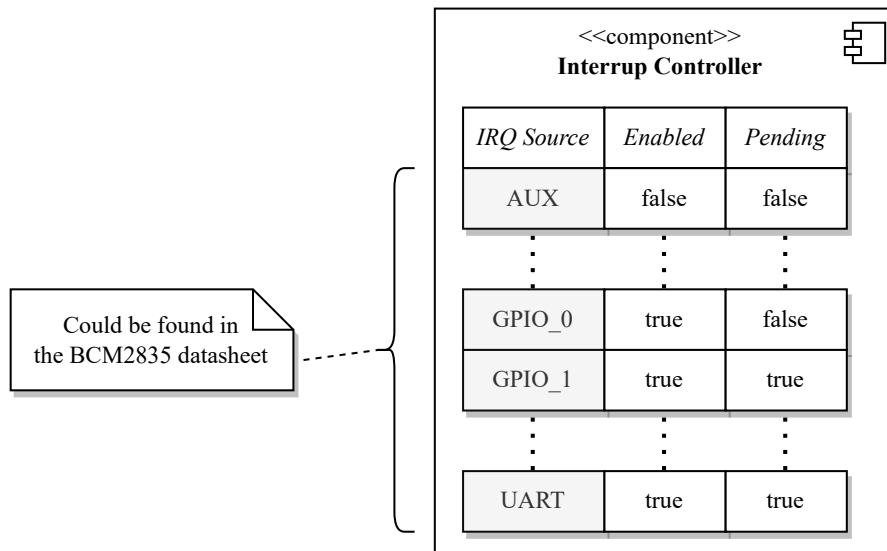 <<component>>
Interrup Controller
IRQ Source Enabled Pending
AUX false false
Could be found in
the BCM2835 datasheet
GPIO_0 true false
GPIO_1 true true
UART true true